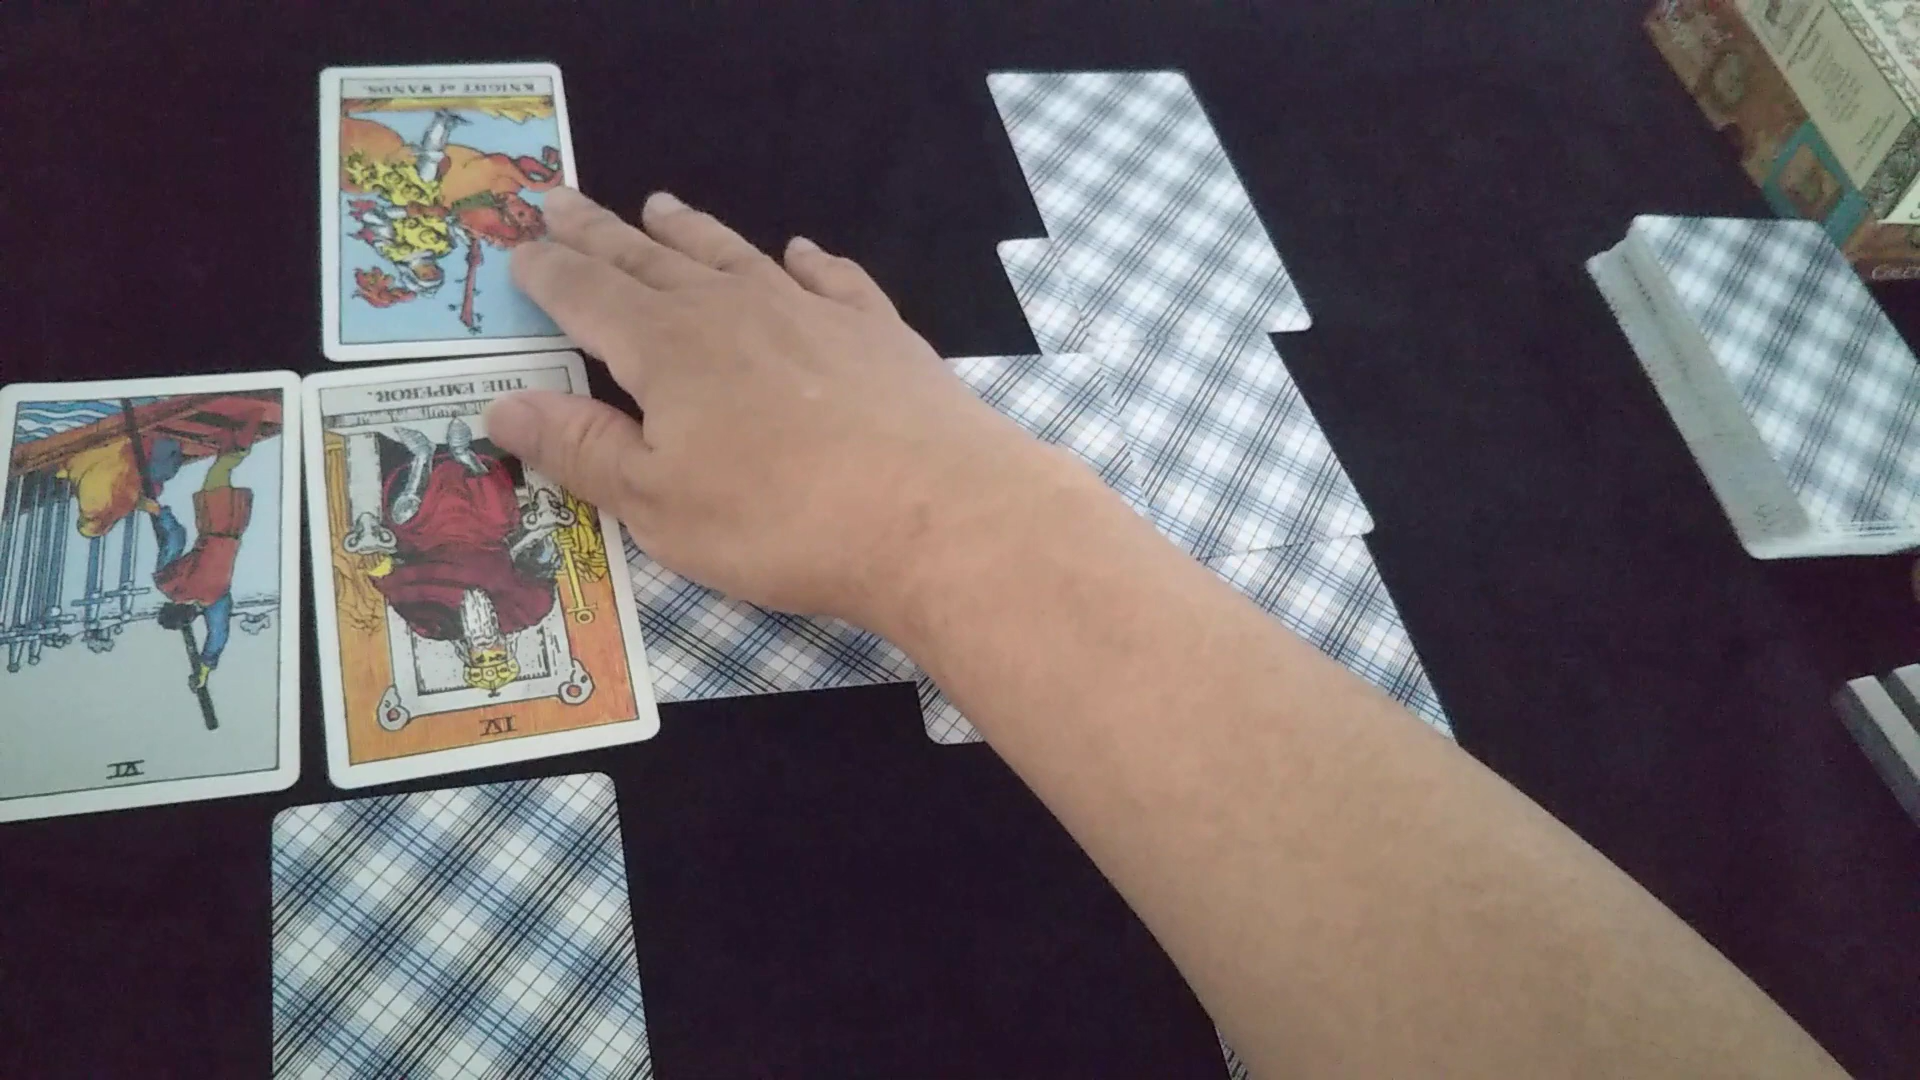 KNIGHT of WANDS.
THE EMPEROR.
IV
VI